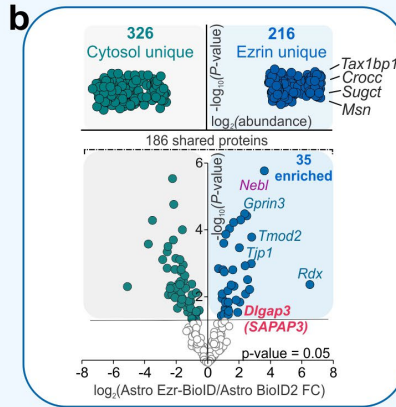 b
326
Cytosol unique
216
Ezrin unique
-log10(P-value)
log2(abundance)
Tax1bp1
Crocc
Sugct
Msn
186 shared proteins
-log10(P-value)
6
4
2
35
enriched
Nebl
Gprin3
Tmod2
Tjp1
Rdx
Dlgap3
(SAPAP3)
p-value = 0.05
-8 -6 -4 -2 0 2 4 6 8
log2(Astro Ezr-BioID/Astro BioID2 FC)